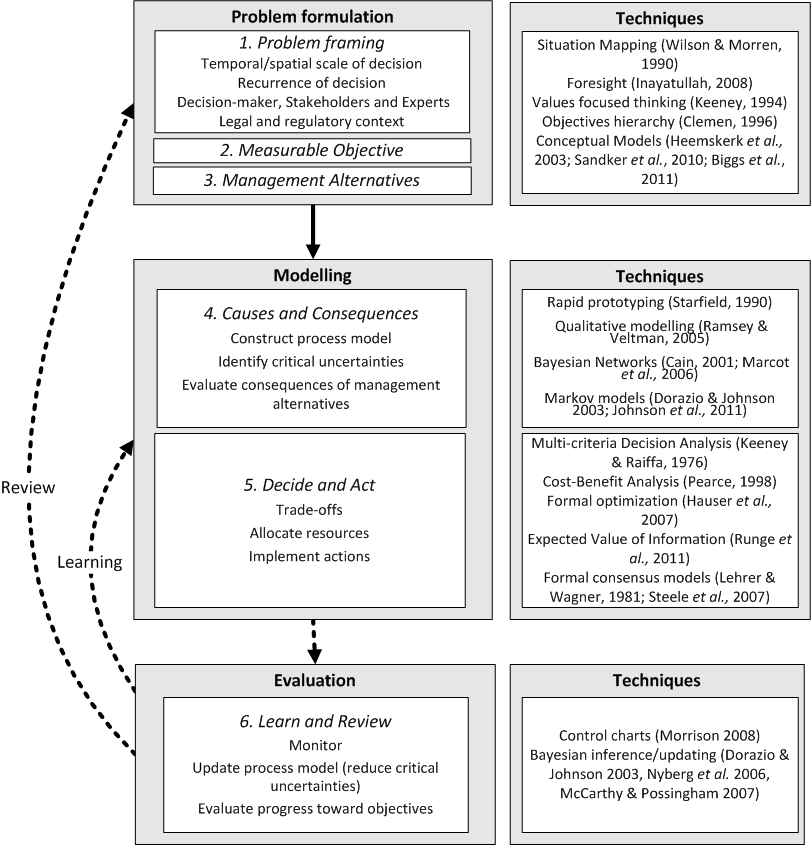 Problem formulation
1. Problem framing
Temporal/spatial scale of decision
Recurrence of decision
Decision-maker, Stakeholders and Experts
Legal and regulatory context
2. Measurable Objective
3. Management Alternatives
Techniques
Situation Mapping (Wilson & Morren,
1990)
Foresight (Inayatullah, 2008)
Values focused thinking (Keeney, 1994)
Objectives hierarchy (Clemen, 1996)
Conceptual Models (Heemskerk et al.,
2003; Sandker et al., 2010; Biggs et al.,
2011)
Modelling
4. Causes and Consequences
Construct process model
Identify critical uncertainties
Evaluate consequences of management
alternatives
5. Decide and Act
Trade-offs
Allocate resources
Implement actions
Techniques
Rapid prototyping (Starfield, 1990)
Qualitative modelling (Ramsey &
Veltman, 2005)
Bayesian Networks (Cain, 2001; Marcot
et al., 2006)
Markov models (Dorazio & Johnson
2003; Johnson et al., 2011)
Multi-criteria Decision Analysis (Keeney
& Raiffa, 1976)
Cost-Benefit Analysis (Pearce, 1998)
Formal optimization (Hauser et al.,
2007)
Expected Value of Information (Runge et
al., 2011)
Formal consensus models (Lehrer &
Wagner, 1981; Steele et al., 2007)
Review
Learning
Evaluation
6. Learn and Review
Monitor
Update process model (reduce critical
uncertainties)
Evaluate progress toward objectives
Techniques
Control charts (Morrison 2008)
Bayesian inference/updating (Dorazio &
Johnson 2003, Nyberg et al. 2006,
McCarthy & Possingham 2007)